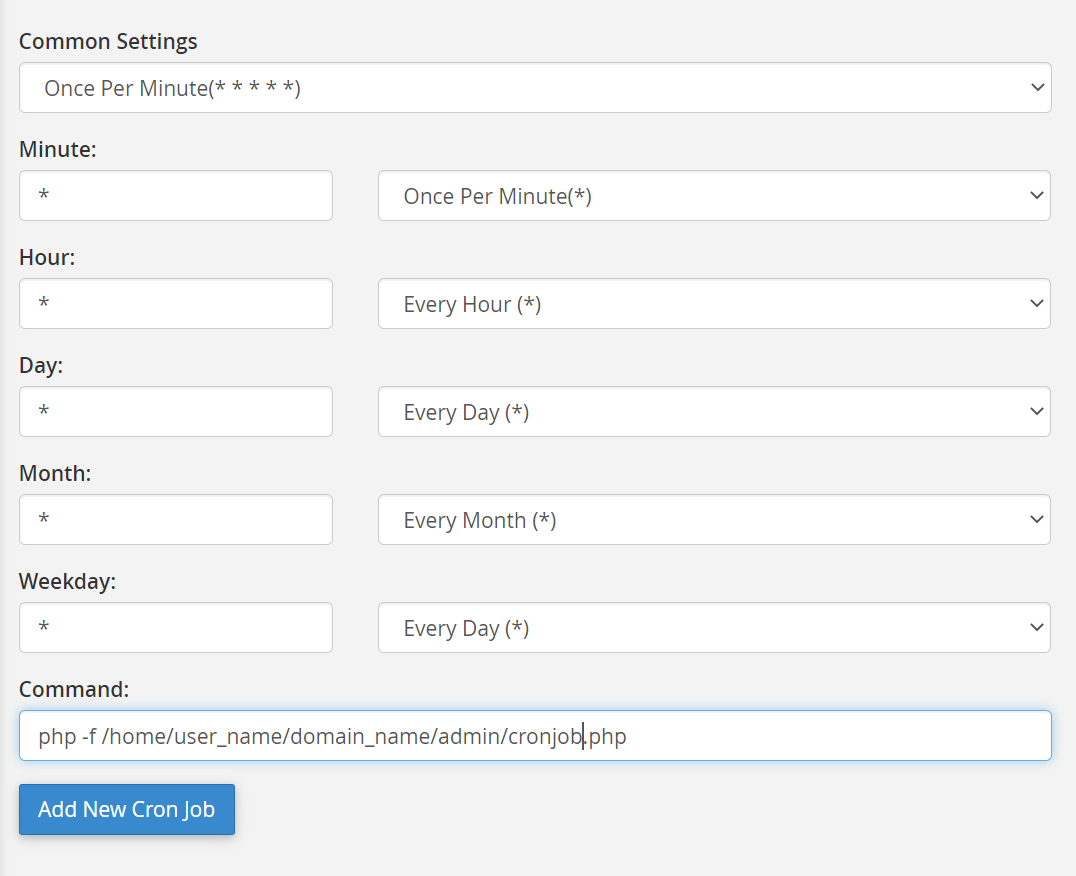 Common Settings
Once Per Minute(* * * * *)
Minute:
* Once Per Minute(*)
Hour:
* Every Hour (*)
Day:
* Every Day (*)
Month:
* Every Month (*)
Weekday:
* Every Day (*)
Command:
php -f /home/user_name/domain_name/admin/cronjob.php
Add New Cron Job